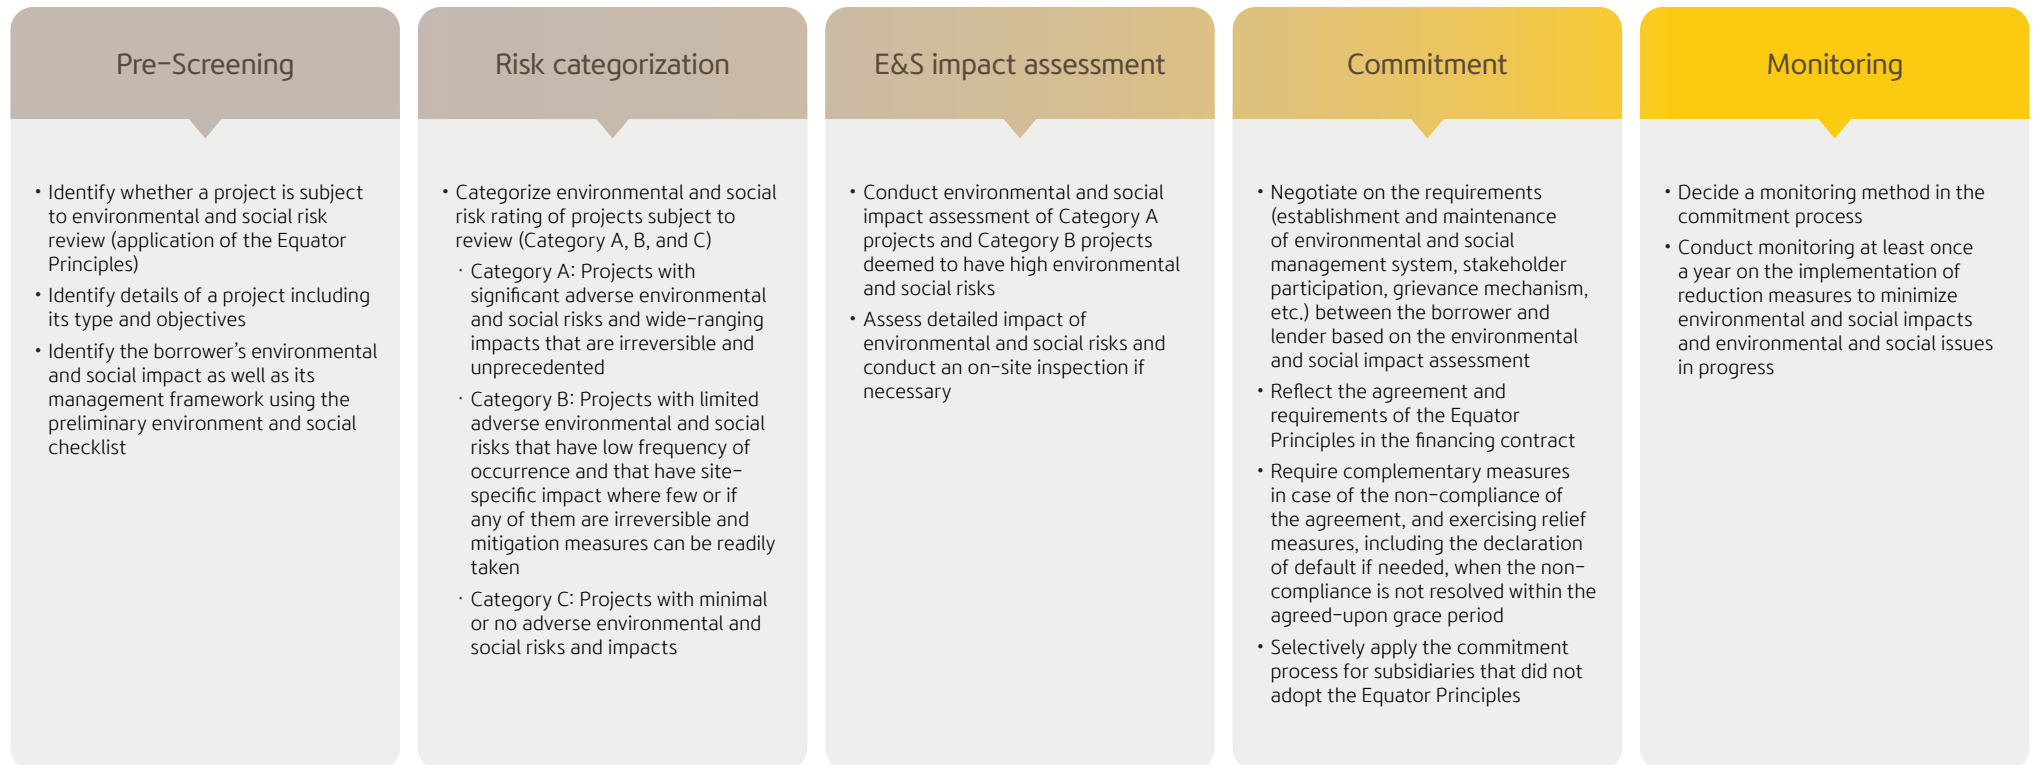 Pre-Screening
• Identify whether a project is subject
to environmental and social risk
review (application of the Equator
Principles)
• Identify details of a project including
its type and objectives
• Identify the borrower's environmental
and social impact as well as its
management framework using the
preliminary environment and social
checklist
Risk categorization
• Categorize environmental and social
risk rating of projects subject to
review (Category A, B, and C)
· Category A: Projects with
significant adverse environmental
and social risks and wide-ranging
impacts that are irreversible and
unprecedented
· Category B: Projects with limited
adverse environmental and social
risks that have low frequency of
occurrence and that have site-
specific impact where few or if
any of them are irreversible and
mitigation measures can be readily
taken
· Category C: Projects with minimal
or no adverse environmental and
social risks and impacts
E&S impact assessment
• Conduct environmental and social
impact assessment of Category A
projects and Category B projects
deemed to have high environmental
and social risks
• Assess detailed impact of
environmental and social risks and
conduct an on-site inspection if
necessary
Commitment
• Negotiate on the requirements
(establishment and maintenance
of environmental and social
management system, stakeholder
participation, grievance mechanism,
etc.) between the borrower and
lender based on the environmental
and social impact assessment
• Reflect the agreement and
requirements of the Equator
Principles in the financing contract
• Require complementary measures
in case of the non-compliance of
the agreement, and exercising relief
measures, including the declaration
of default if needed, when the non-
compliance is not resolved within the
agreed-upon grace period
• Selectively apply the commitment
process for subsidiaries that did not
adopt the Equator Principles
Monitoring
• Decide a monitoring method in the
commitment process
• Conduct monitoring at least once
a year on the implementation of
reduction measures to minimize
environmental and social impacts
and environmental and social issues
in progress